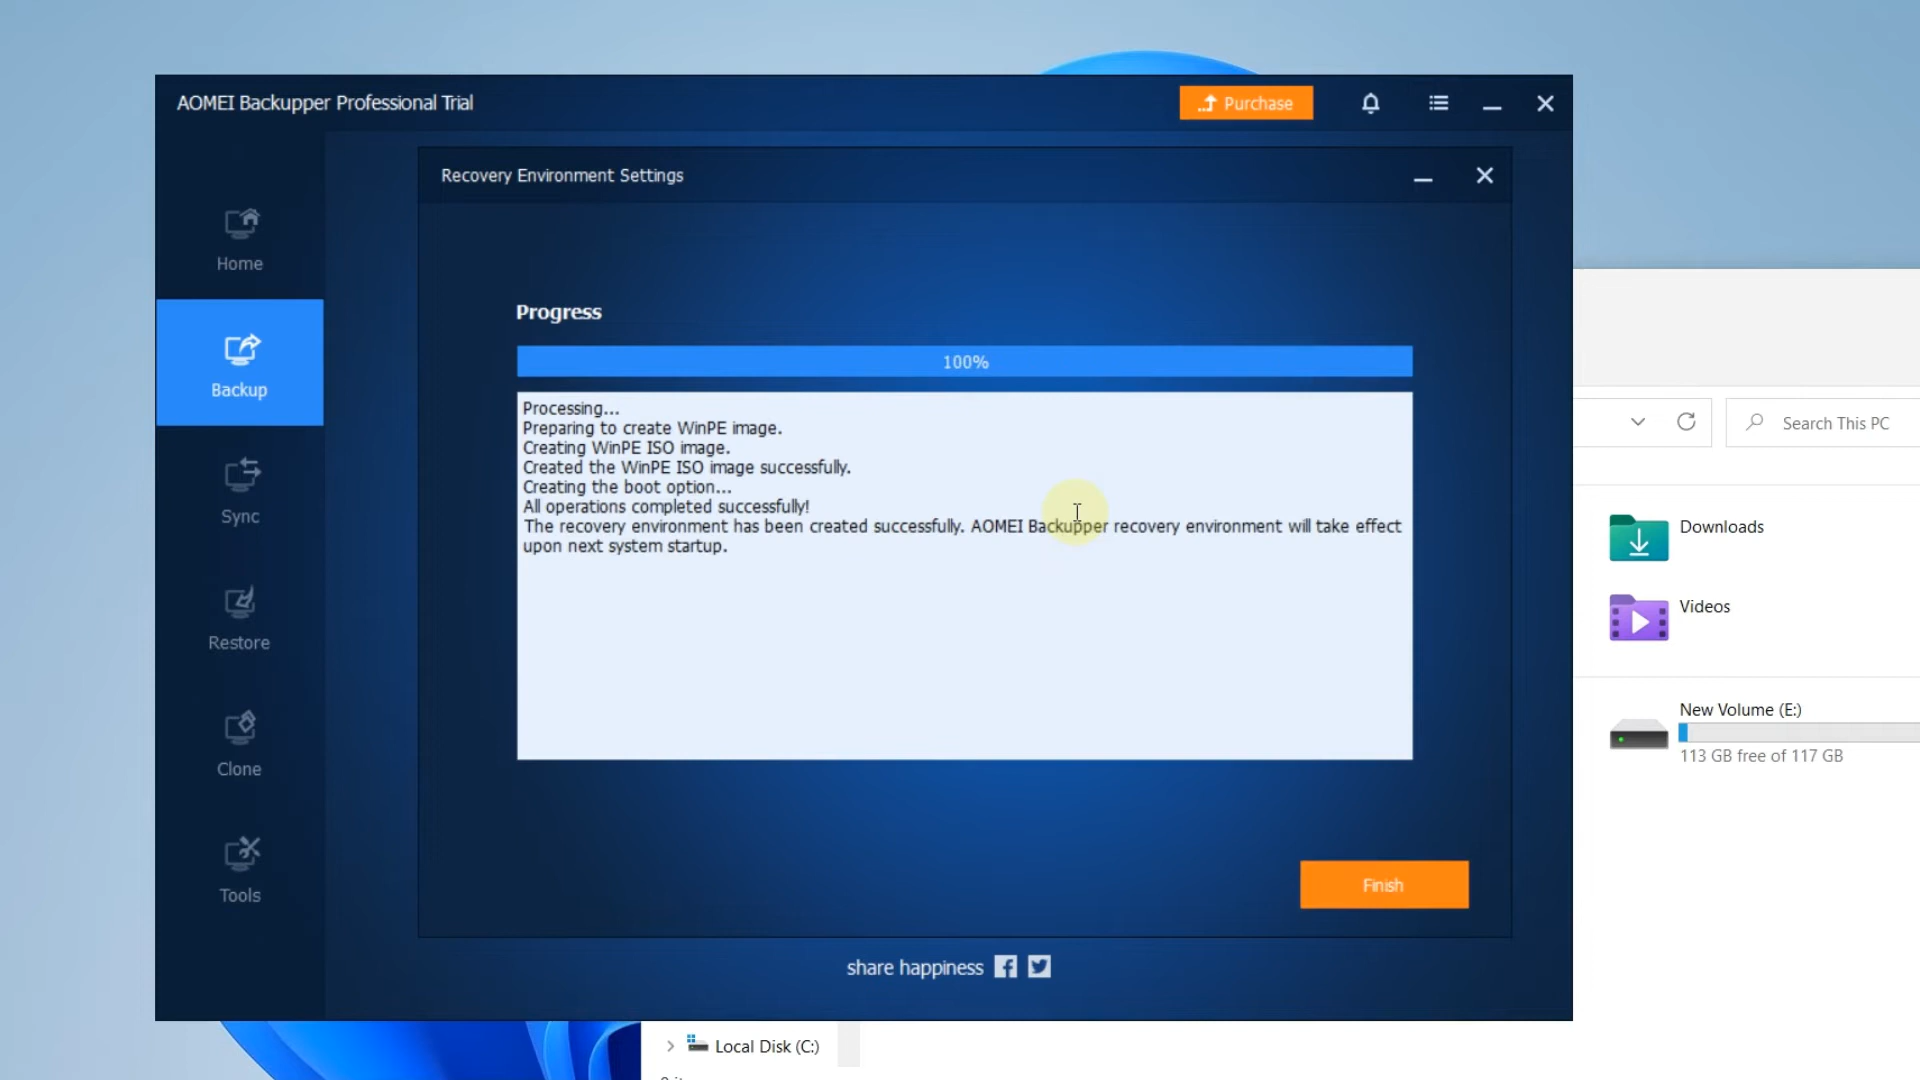 AOMEI Backupper Professional Trial
Purchase
Recovery Environment Settings
Home
Backup
Sync
Restore
Clone
Tools
Progress
100%
Processing...
Preparing to create WinPE image.
Creating WinPE ISO image.
Created the WinPE ISO image successfully.
Creating the boot option...
All operations completed successfully!
The recovery environment has been created successfully. AOMEI Backupper recovery environment will take effect
upon next system startup.
Finish
share happiness
Search This PC
Downloads
Videos
New Volume (E:)
113 GB free of 117 GB
Local Disk (C:)